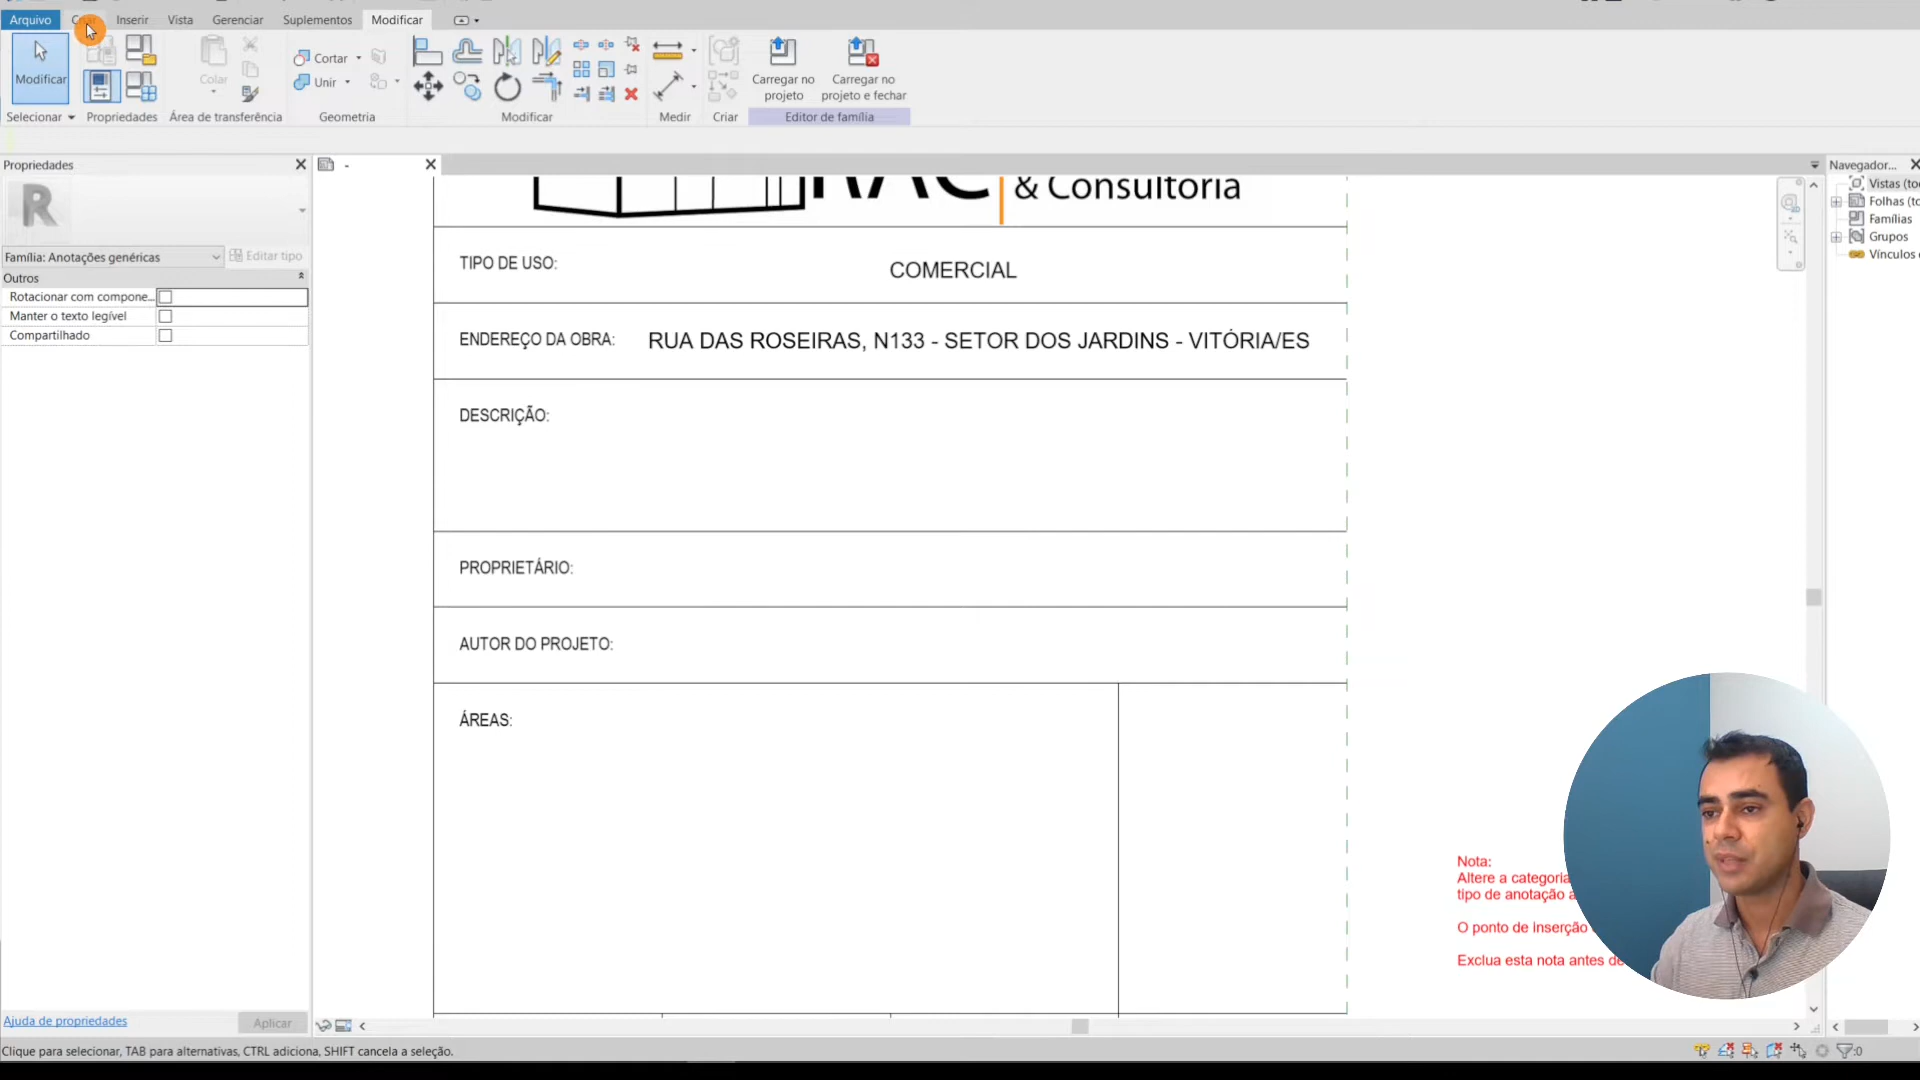 Arquivo Criar Inserir Vista Gerenciar Suplementos Modificar
Modificar
Colar
Cortar
Unir
Carregar no projeto
Carregar no projeto e fechar
Selecionar Propriedades Área de transferência Geometria Modificar Medir Criar Editor de família
Propriedades
-
Navegador...
R
Família: Anotações genéricas
Editar tipo
Outros
Rotacionar com compone...
Manter o texto legível
Compartilhado
& Consultoria
TIPO DE USO: COMERCIAL
ENDEREÇO DA OBRA: RUA DAS ROSEIRAS, N133 - SETOR DOS JARDINS - VITÓRIA/ES
DESCRIÇÃO:
PROPRIETÁRIO:
AUTOR DO PROJETO:
ÁREAS:
Vistas (to
Folhas (to
Famílias
Grupos
Vínculos
Nota:
Altere a categoria
tipo de anotação a
O ponto de inserção
Exclua esta nota antes de
Ajuda de propriedades
Aplicar
Clique para selecionar, TAB para alternativas, CTRL adiciona, SHIFT cancela a seleção.
:0